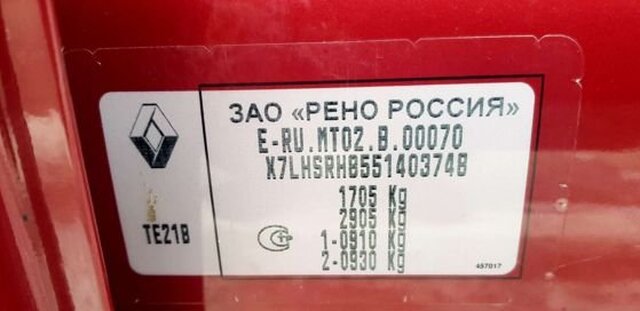 ЗАО «РЕНО РОССИЯ»
E-RU.MT02.B.00070
X7LHSRHB551403748
1705 Kg
2905 Kg
1-0910 Kg
2-0930 Kg
TE21B
457017